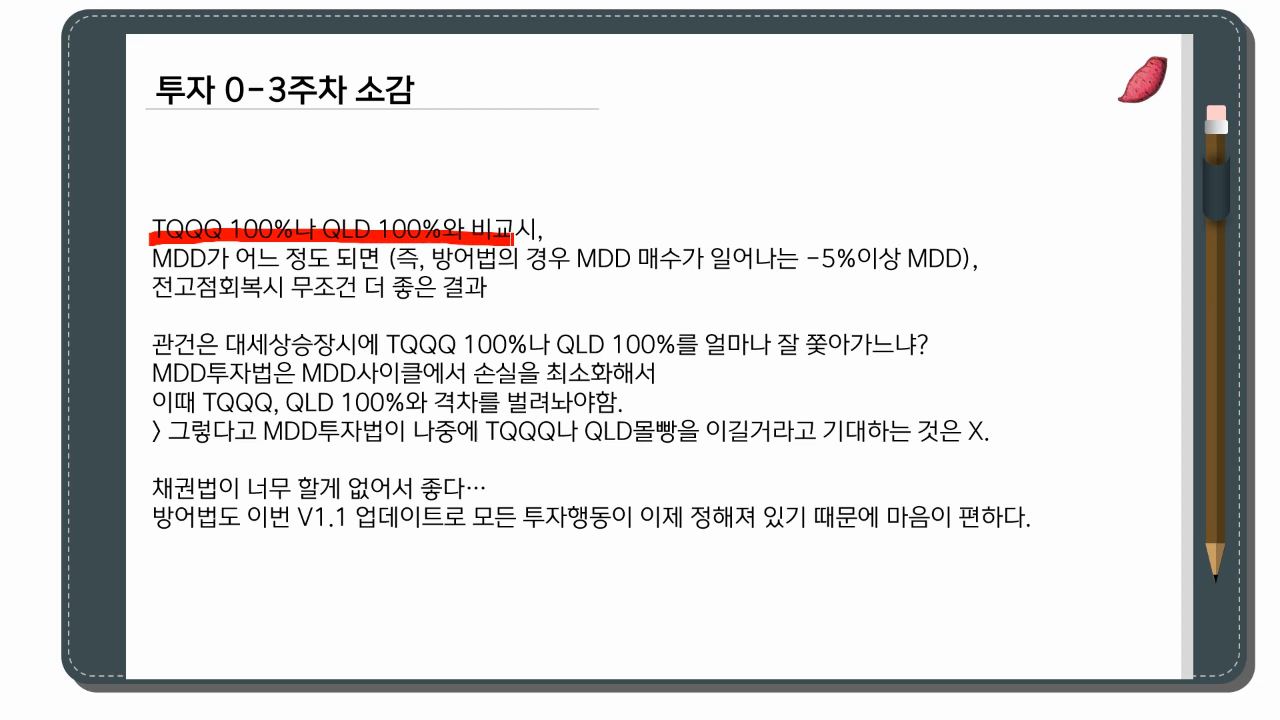 투자 0-3주차 소감
TQQQ 100%나 QLD 100%와 비교시,
MDD가 어느 정도 되면 (즉, 방어법의 경우 MDD 매수가 일어나는 -5%이상 MDD),
전고점회복시 무조건 더 좋은 결과
관건은 대세상승장시에 TQQQ 100%나 QLD 100%를 얼마나 잘 쫓아가느냐?
MDD투자법은 MDD사이클에서 손실을 최소화해서
이때 TQQQ, QLD 100%와 격차를 벌려놔야함.
> 그렇다고 MDD투자법이 나중에 TQQQ나 QLD몰빵을 이길거라고 기대하는 것은 X.
채권법이 너무 할게 없어서 좋다…
방어법도 이번 V1.1 업데이트로 모든 투자행동이 이제 정해져 있기 때문에 마음이 편하다.